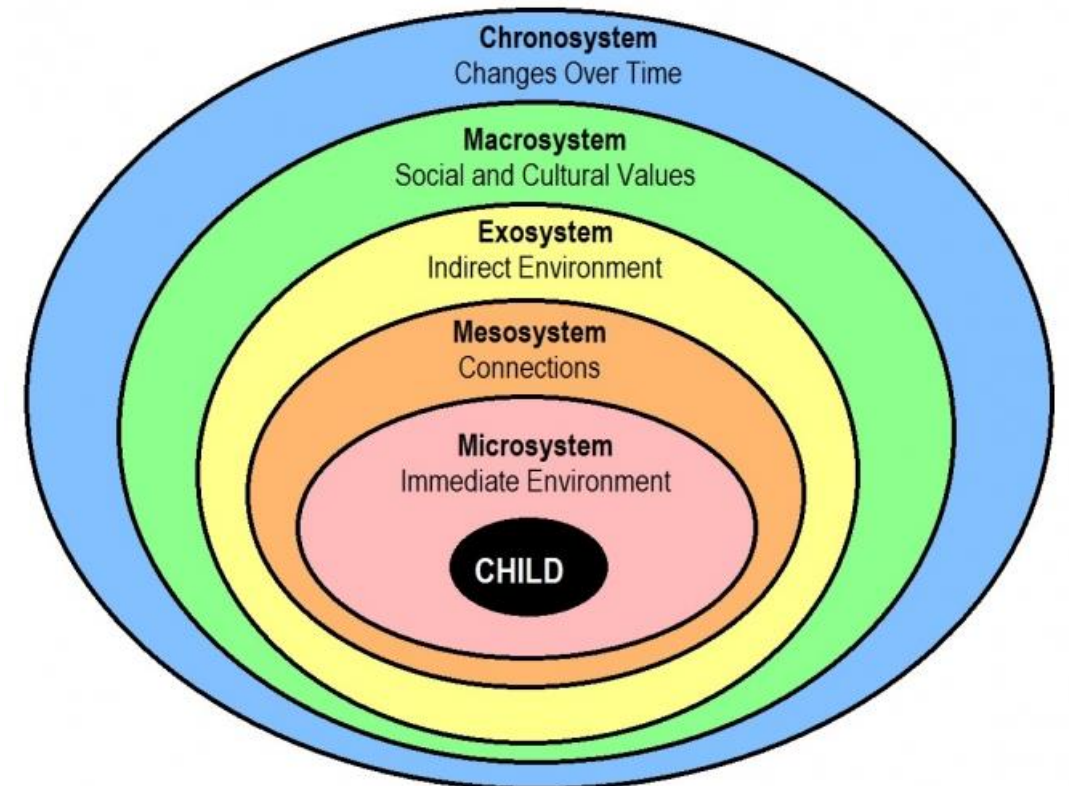 Chronosystem
Changes Over Time
Macrosystem
Social and Cultural Values
Exosystem
Indirect Environment
Mesosystem
Connections
Microsystem
Immediate Environment
CHILD